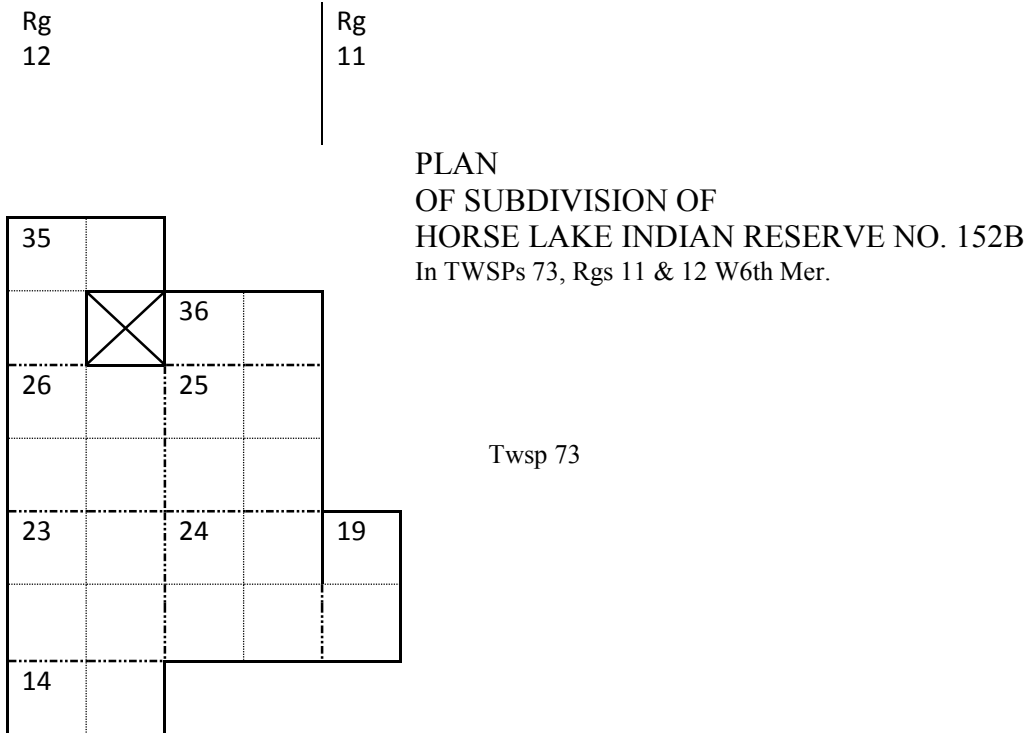 Rg
12
Rg
11
PLAN
OF SUBDIVISION OF
HORSE LAKE INDIAN RESERVE NO. 152B
In TWSPs 73, Rgs 11 & 12 W6th Mer.
35
36
26
25
Twsp 73
23
24
19
14